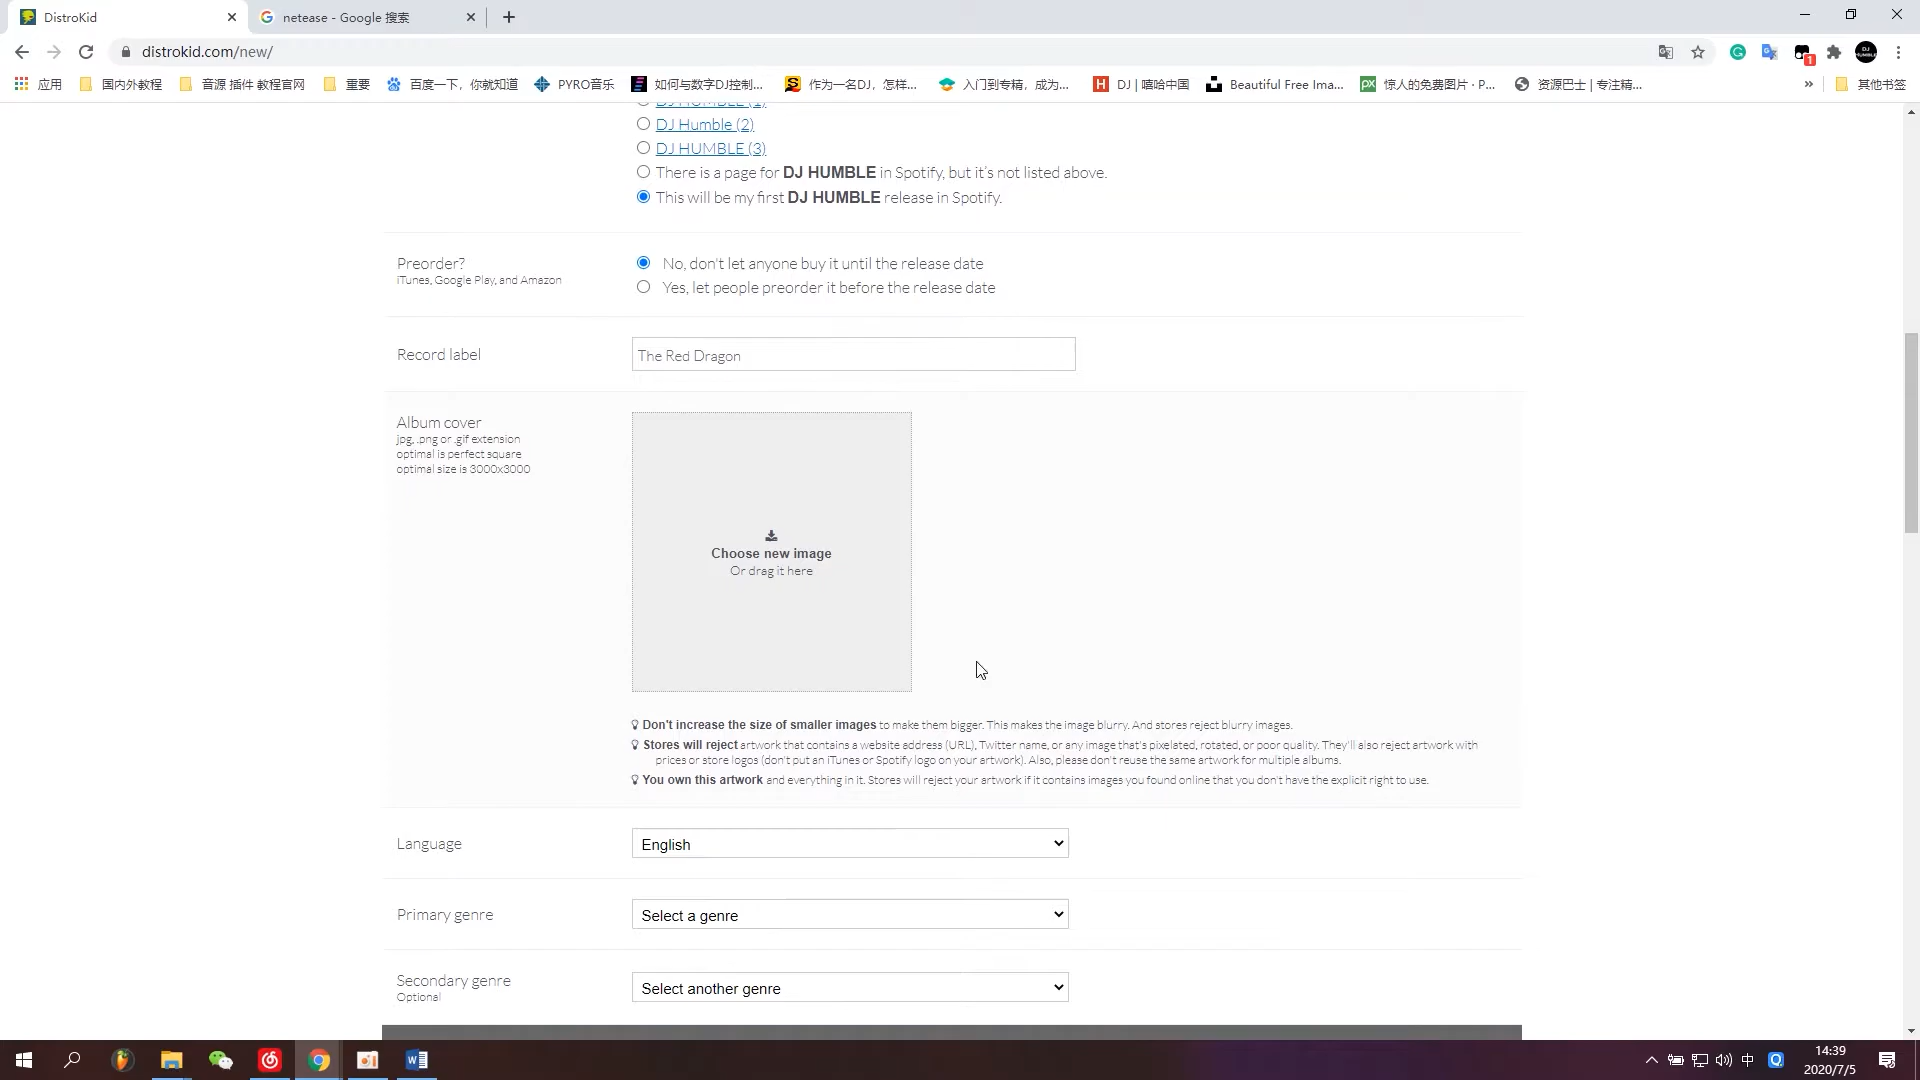 DistroKid
netease - Google 搜索
distrokid.com/new/
应用
国内外教程
音源 插件 教程官网
重要
百度一下，你就知道
PYRO音乐
如何与数字DJ控制...
作为一名DJ，怎样...
入门到专精，成为...
DJ | 嘻哈中国
Beautiful Free Ima...
惊人的免费图片 · P...
资源巴士 | 专注精...
»
其他书签
DJ HUMBLE (1)
DJ Humble (2)
DJ HUMBLE (3)
There is a page for DJ HUMBLE in Spotify, but it's not listed above.
This will be my first DJ HUMBLE release in Spotify.
Preorder?
iTunes, Google Play, and Amazon
No, don't let anyone buy it until the release date
Yes, let people preorder it before the release date
Record label
The Red Dragon
Album cover
jpg, .png or .gif extension
optimal is perfect square
optimal size is 3000x3000
Choose new image
Or drag it here
Don't increase the size of smaller images to make them bigger. This makes the image blurry. And stores reject blurry images.
Stores will reject artwork that contains a website address (URL), Twitter name, or any image that's pixelated, rotated, or poor quality. They'll also reject artwork with
prices or store logos (don't put an iTunes or Spotify logo on your artwork). Also, please don't reuse the same artwork for multiple albums.
You own this artwork and everything in it. Stores will reject your artwork if it contains images you found online that you don't have the explicit right to use.
Language
English
Primary genre
Select a genre
Secondary genre
Optional
Select another genre
中
14:39
2020/7/5